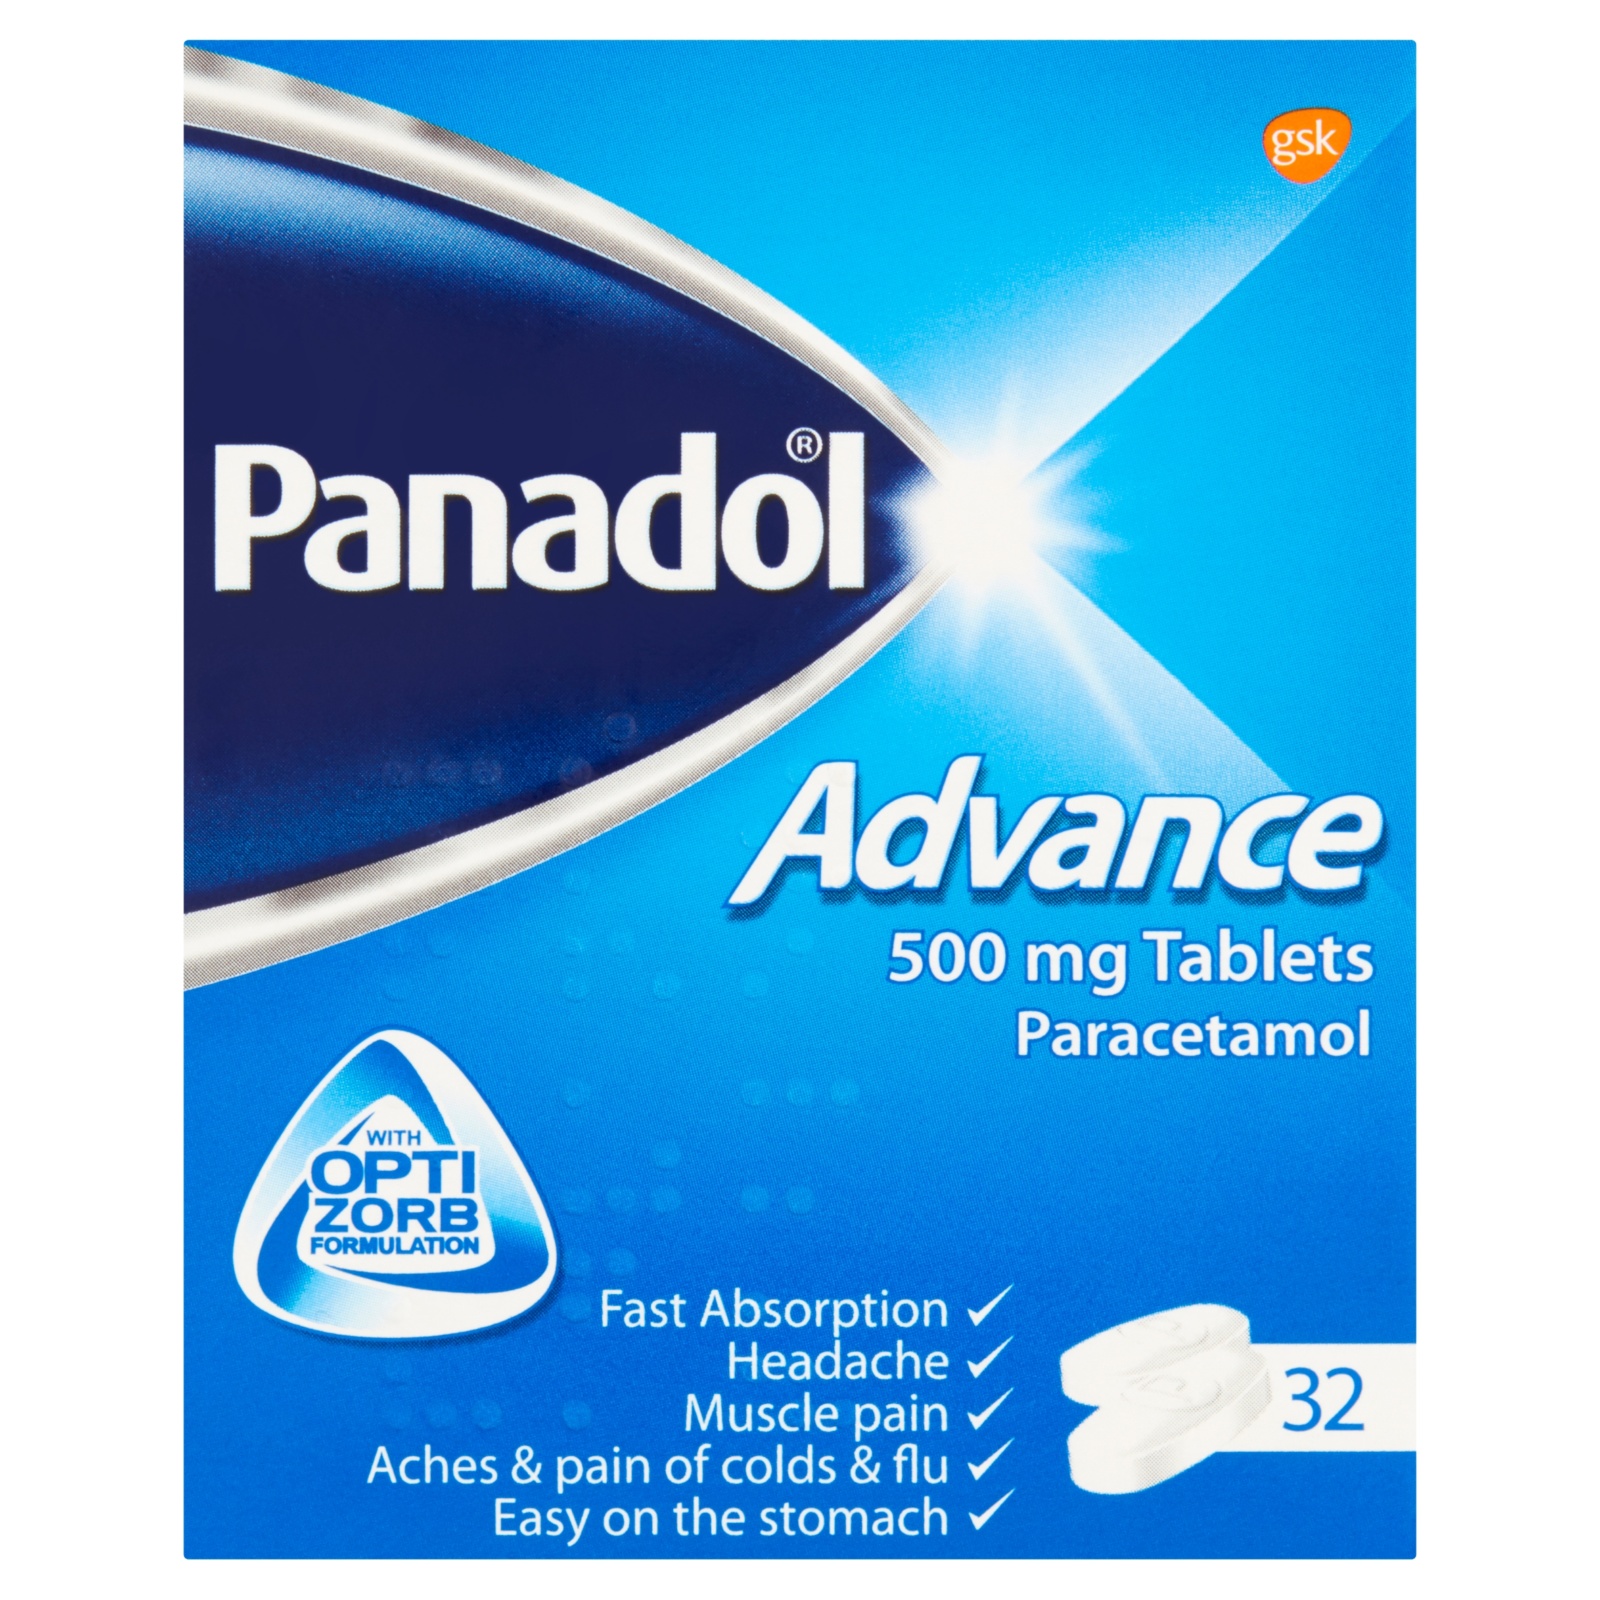 gsk
Panadol®
Advance
500 mg Tablets
Paracetamol
WITH
OPTI
ZORB
FORMULATION
Fast Absorption ✓
Headache ✓
Muscle pain ✓
Aches & pain of colds & flu ✓
Easy on the stomach ✓
32